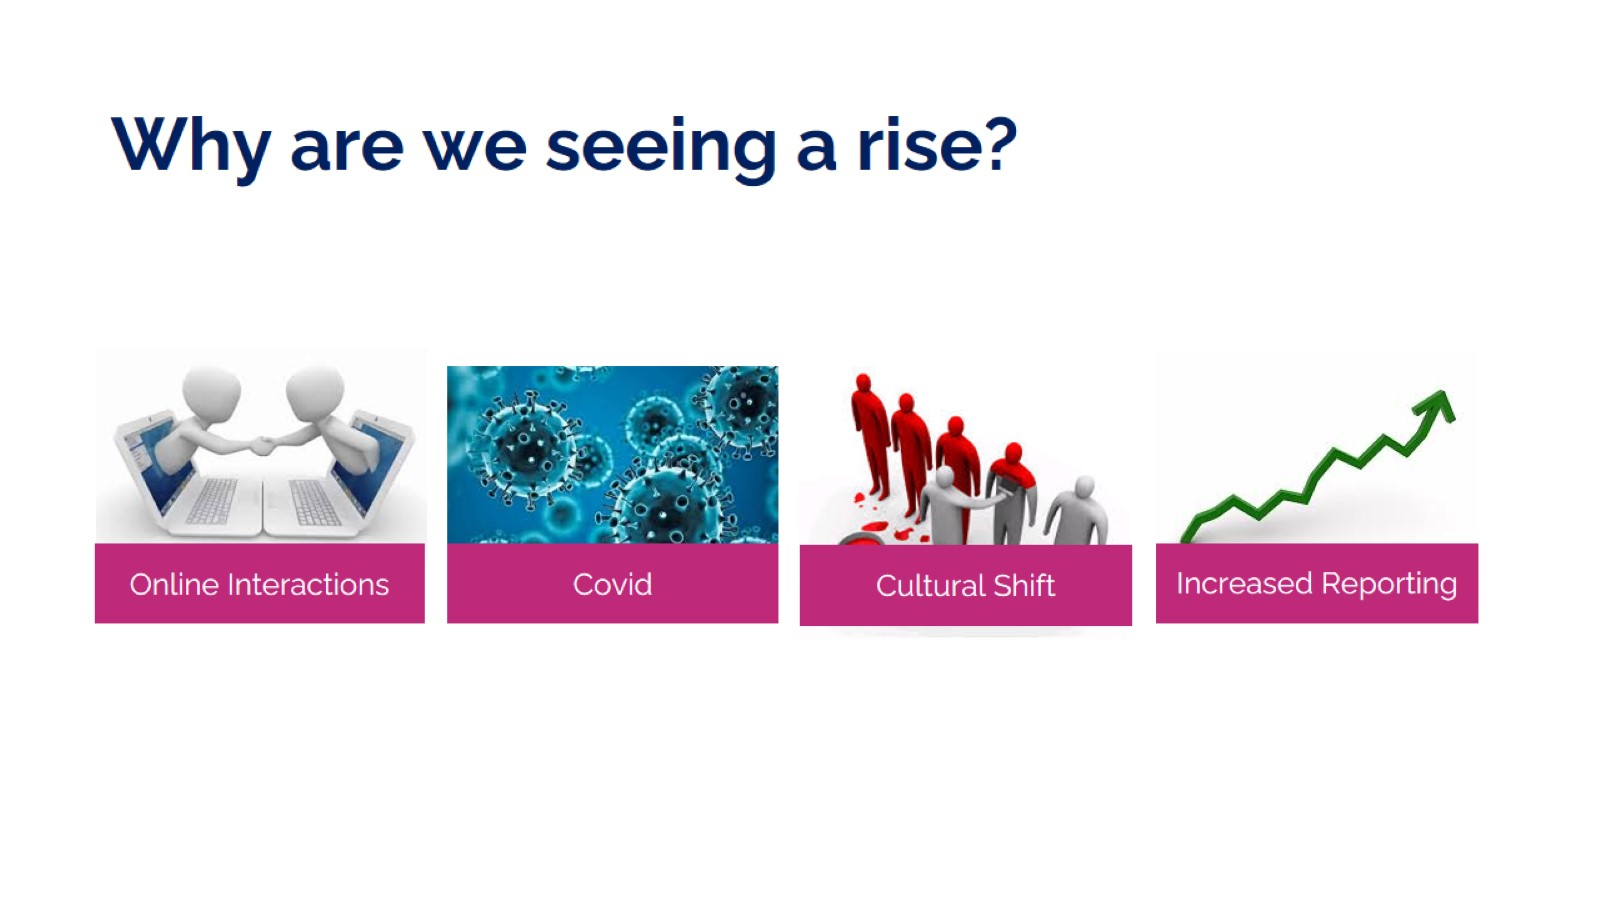 Why are we seeing a rise?
Online Interactions
Covid
Cultural Shift
Increased Reporting